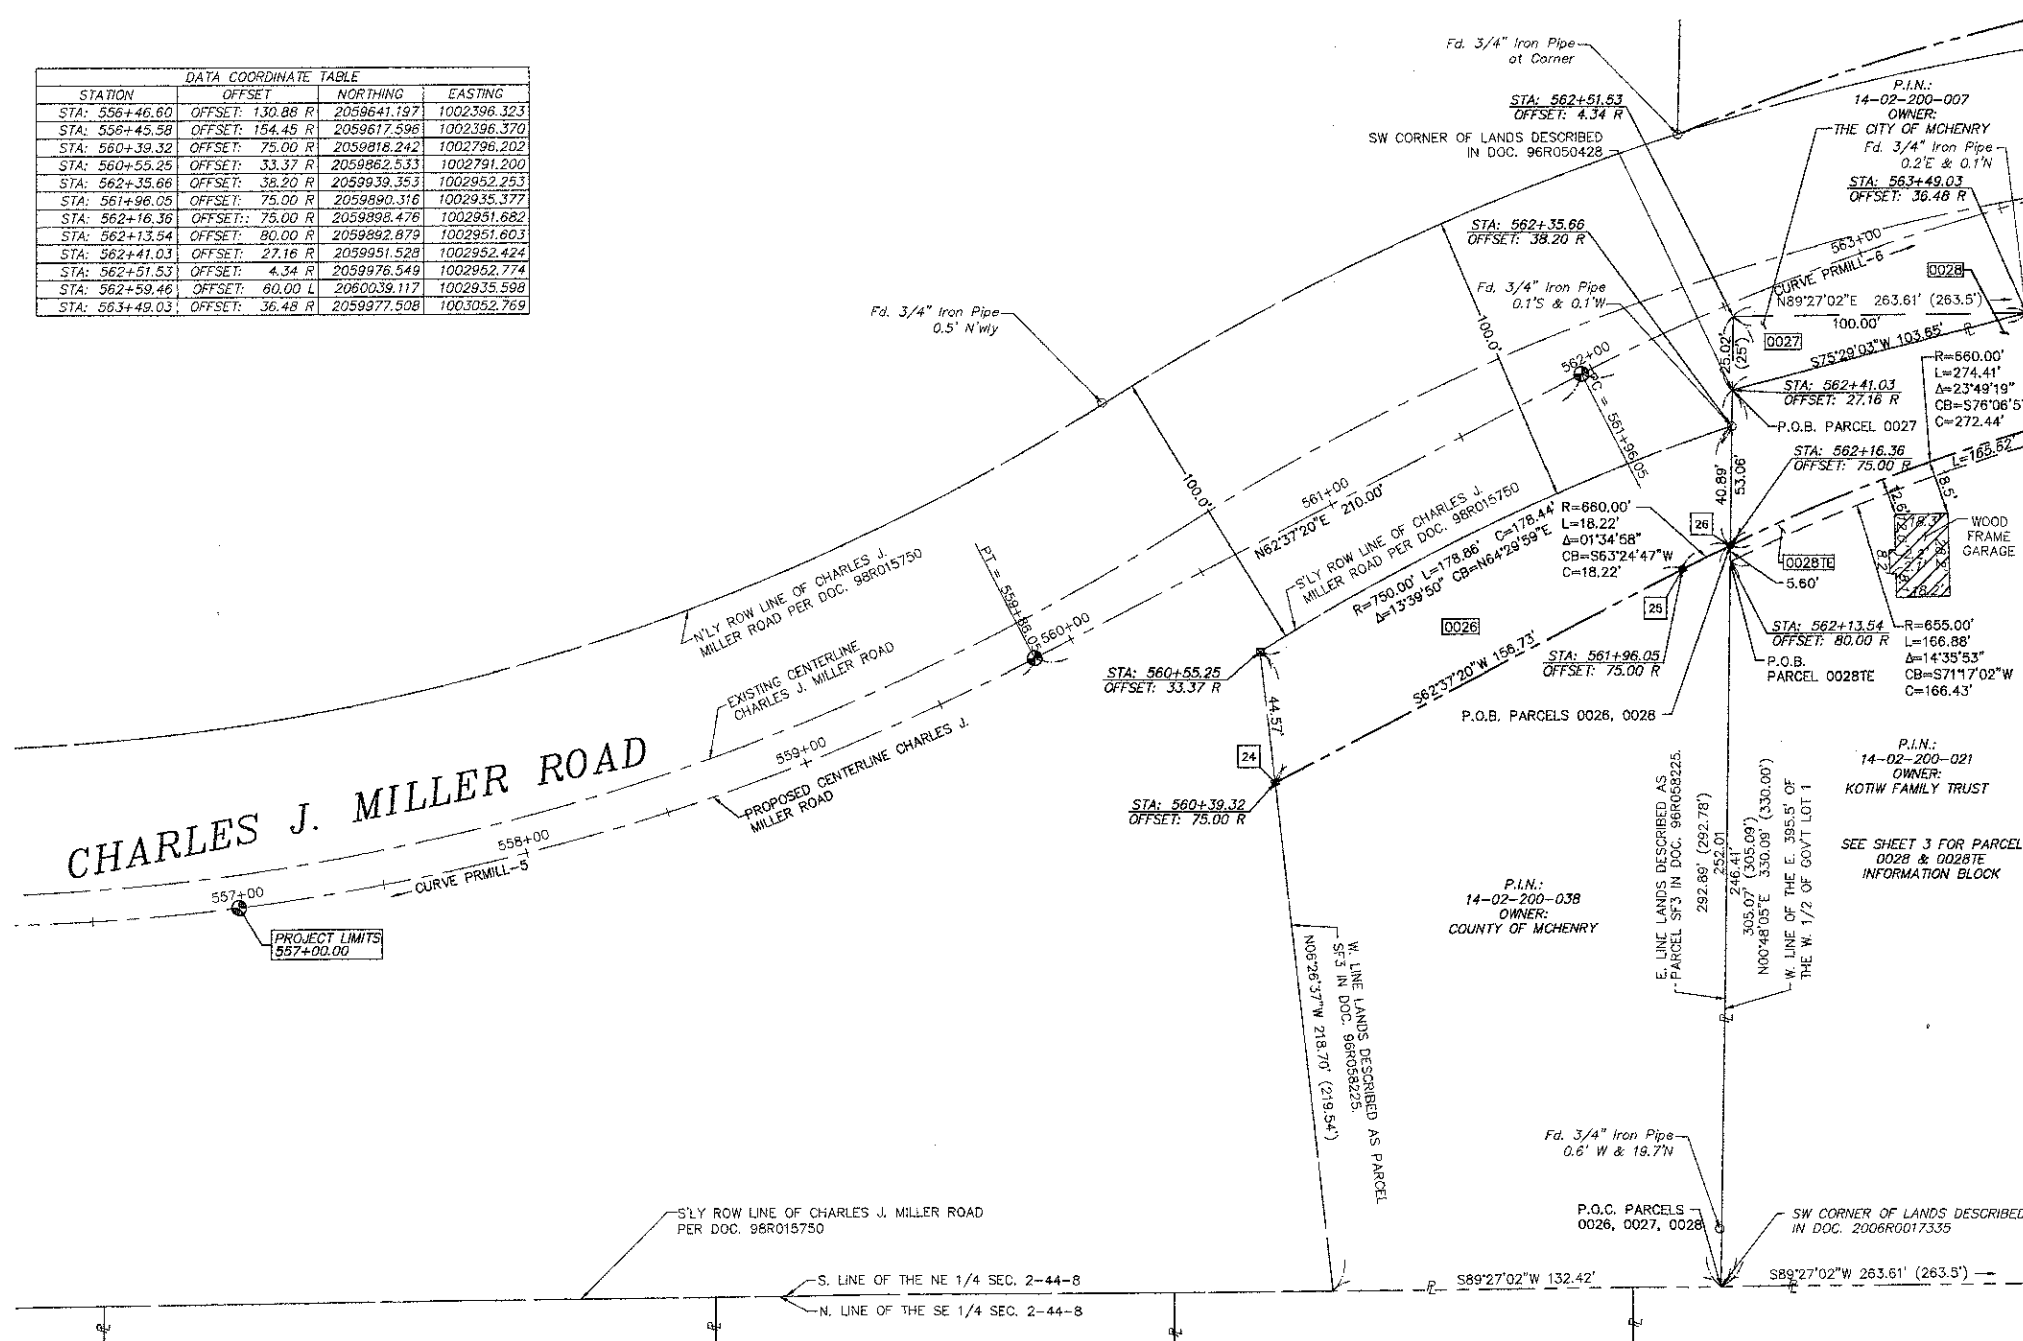 DATA COORDINATE TABLE
STATION OFFSET NORTHING EASTING
STA: 556+46.60 OFFSET: 130.88 R 2059641.197 1002396.323
STA: 556+45.58 OFFSET: 154.45 R 2059617.596 1002396.370
STA: 560+39.32 OFFSET: 75.00 R 2059818.242 1002796.202
STA: 560+55.25 OFFSET: 33.37 R 2059862.533 1002791.200
STA: 562+35.66 OFFSET: 38.20 R 2059939.353 1002952.253
STA: 561+96.05 OFFSET: 75.00 R 2059890.316 1002935.377
STA: 562+16.36 OFFSET:: 75.00 R 2059898.476 1002951.682
STA: 562+13.54 OFFSET: 80.00 R 2059892.879 1002951.603
STA: 562+41.03 OFFSET: 27.16 R 2059951.528 1002952.424
STA: 562+51.53 OFFSET: 4.34 R 2059976.549 1002952.774
STA: 562+59.46 OFFSET: 60.00 L 2060039.117 1002935.598
STA: 563+49.03 OFFSET: 36.48 R 2059977.508 1003052.769
Fd. 3/4" Iron Pipe
at Corner
STA: 562+51.53
OFFSET: 4.34 R
SW CORNER OF LANDS DESCRIBED
IN DOC. 96R050428
P.I.N.:
14-02-200-007
OWNER:
THE CITY OF MCHENRY
Fd. 3/4" Iron Pipe
0.2'E & 0.1'N
STA: 563+49.03
OFFSET: 36.48 R
STA: 562+35.66
OFFSET: 38.20 R
563+00
CURVE PRMILL-6
0028
N89°27'02"E 263.61' (263.5')
100.00'
Fd. 3/4" Iron Pipe
0.1'S & 0.1'W
Fd. 3/4" Iron Pipe
0.5' N'wly
100.0'
25.02'
(25')
0027
S75°29'03"W 103.65'
R=660.00'
L=274.41'
Δ=23°49'19"
CB=S76°06'5
C=272.44'
562+00
PC = 561+96.05
STA: 562+41.03
OFFSET: 27.16 R
P.O.B. PARCEL 0027
STA: 562+16.36
OFFSET: 75.00 R
L=165.62'
40.89'
53.06'
100.0'
561+00
N62°37'20"E 210.00'
S'LY ROW LINE OF CHARLES J.
MILLER ROAD PER DOC. 98R015750
R=750.00' L=178.86' C=178.44'
Δ=13°39'50" CB=N64°29'59"E
R=660.00'
L=18.22'
Δ=01°34'58"
CB=S63°24'47"W
C=18.22'
26
18.5'
8.2'
WOOD
FRAME
GARAGE
0028TE
5.60'
25
PT = 559+86.05
560+00
N'LY ROW LINE OF CHARLES J.
MILLER ROAD PER DOC. 98R015750
0026
STA: 562+13.54
OFFSET: 80.00 R
R=655.00'
L=166.88'
Δ=14°35'53"
CB=S71°17'02"W
C=166.43'
STA: 561+96.05
OFFSET: 75.00 R
P.O.B.
PARCEL 0028TE
STA: 560+55.25
OFFSET: 33.37 R
S62°37'20"W 156.73'
EXISTING CENTERLINE
CHARLES J. MILLER ROAD
44.57'
P.O.B. PARCELS 0026, 0028
24
559+00
PROPOSED CENTERLINE CHARLES J.
MILLER ROAD
STA: 560+39.32
OFFSET: 75.00 R
P.I.N.:
14-02-200-021
OWNER:
KOTIW FAMILY TRUST
CHARLES J. MILLER ROAD
558+00
CURVE PRMILL-5
557+00
PROJECT LIMITS
557+00.00
SEE SHEET 3 FOR PARCEL
0028 & 0028TE
INFORMATION BLOCK
P.I.N.:
14-02-200-038
OWNER:
COUNTY OF MCHENRY
E. LINE LANDS DESCRIBED AS
PARCEL SF3 IN DOC. 96R058225.
292.89' (292.78')
252.01
246.41'
305.07' (305.09')
N00°48'05"E 330.09' (330.00')
W. LINE OF THE E. 395.5' OF
THE W. 1/2 OF GOV'T LOT 1
W. LINE LANDS DESCRIBED AS PARCEL
SF3 IN DOC. 96R058225.
N06°26'37"W 218.70' (219.54')
Fd. 3/4" Iron Pipe
0.6' W & 19.7'N
P.O.C. PARCELS
0026, 0027, 0028
SW CORNER OF LANDS DESCRIBED
IN DOC. 2006R0017335
S'LY ROW LINE OF CHARLES J. MILLER ROAD
PER DOC. 98R015750
S. LINE OF THE NE 1/4 SEC. 2-44-8
N. LINE OF THE SE 1/4 SEC. 2-44-8
S89°27'02"W 132.42'
S89°27'02"W 263.61' (263.5')